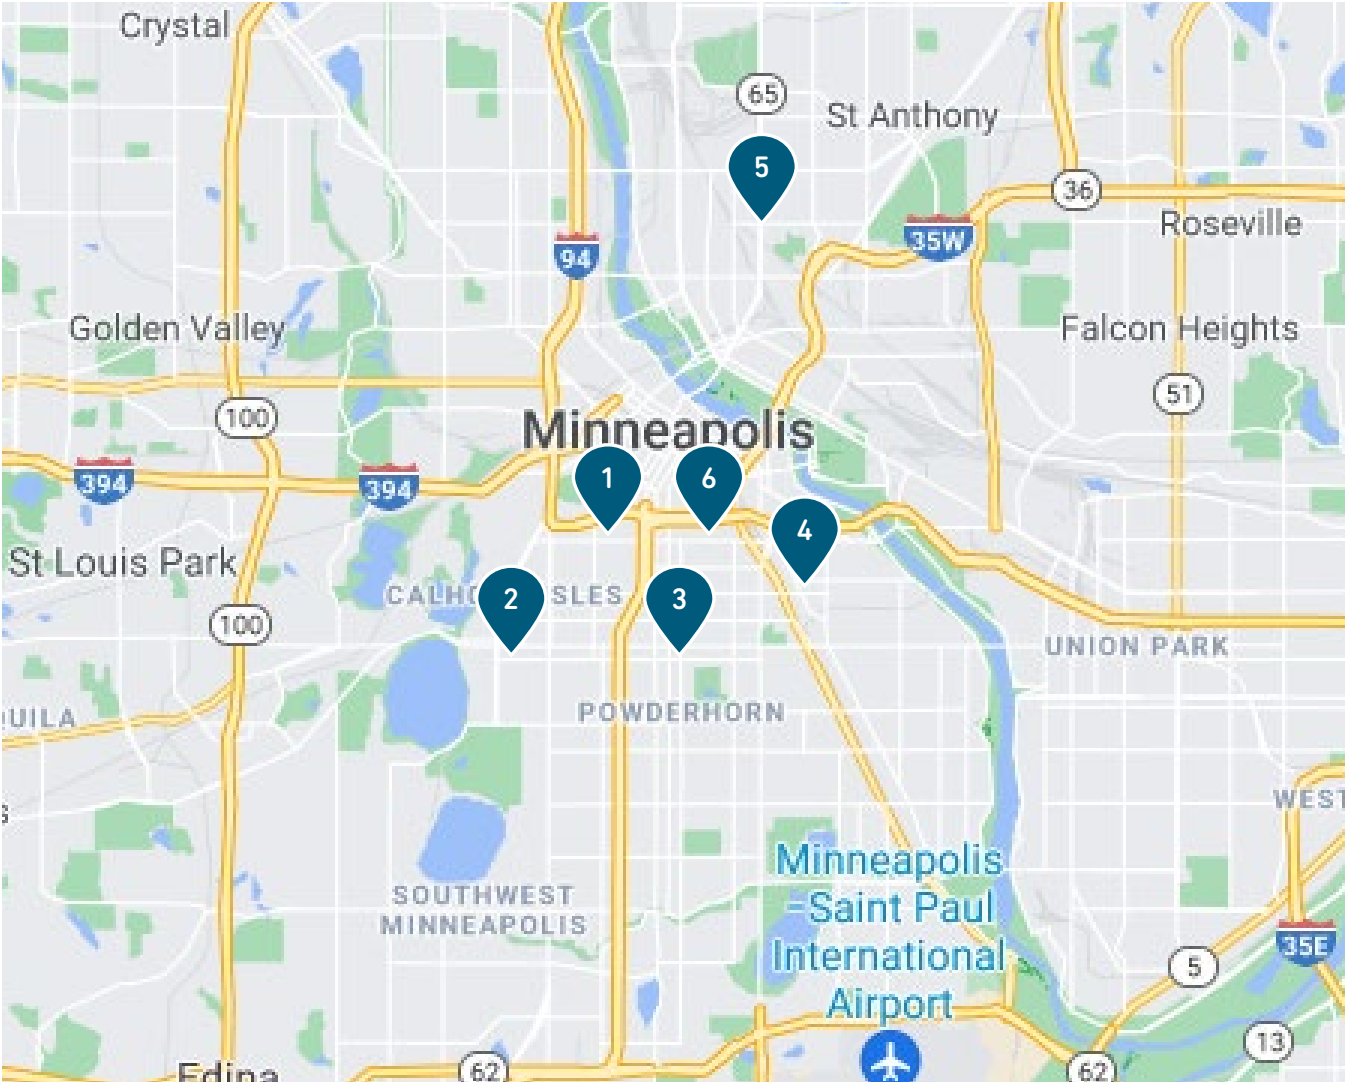 Crystal
65
St Anthony
5
36
Roseville
35W
94
Golden Valley
Falcon Heights
51
100
Minneapolis
394
394
1
6
4
St Louis Park
CALHO
SLES
2
3
100
UNION PARK
QUILA
POWDERHORN
WEST
s
Minneapolis
-Saint Paul
International
Airport
SOUTHWEST
MINNEAPOLIS
35E
5
13
62
62
Edina